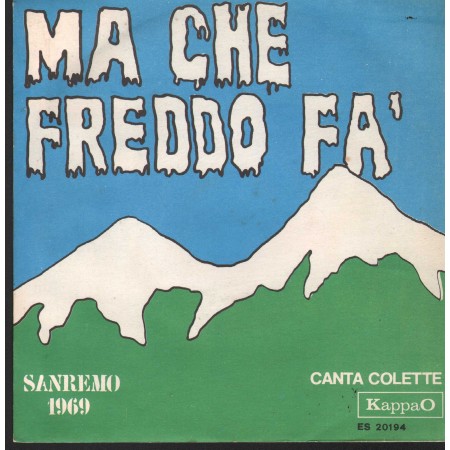 MA CHE
FREDDO FA'
SANREMO
1969
CANTA COLETTE
KappaO
ES 20194